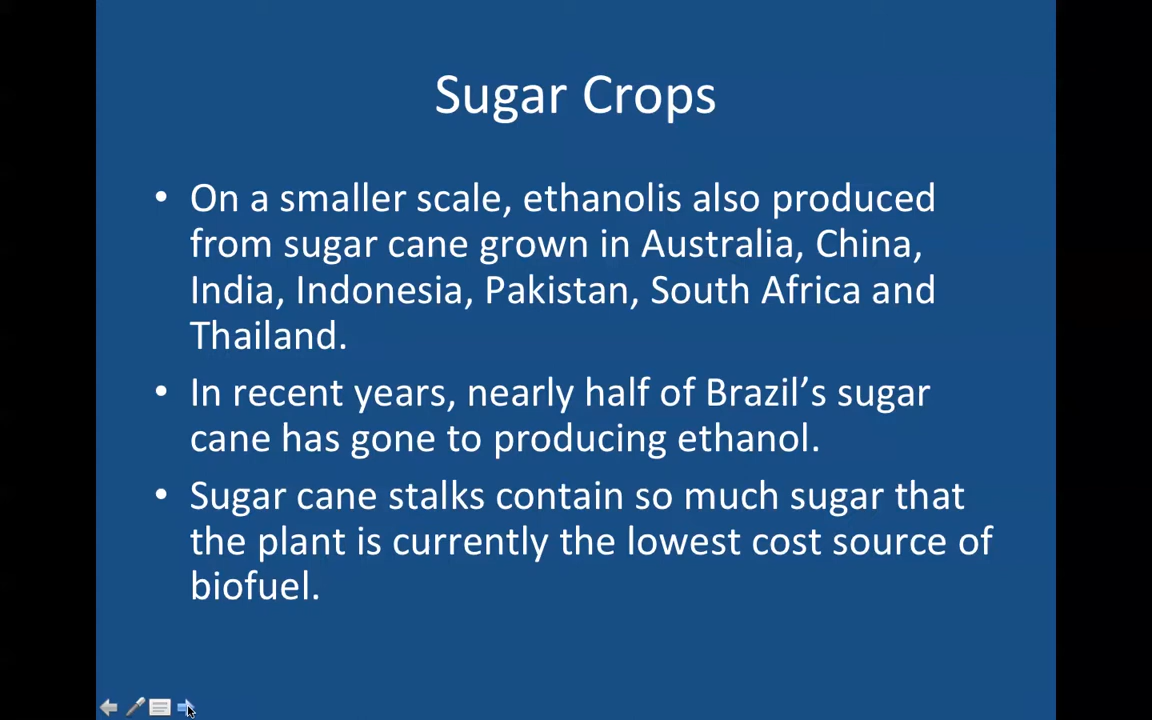 Sugar Crops
• On a smaller scale, ethanolis also produced
from sugar cane grown in Australia, China,
India, Indonesia, Pakistan, South Africa and
Thailand.
• In recent years, nearly half of Brazil’s sugar
cane has gone to producing ethanol.
• Sugar cane stalks contain so much sugar that
the plant is currently the lowest cost source of
biofuel.